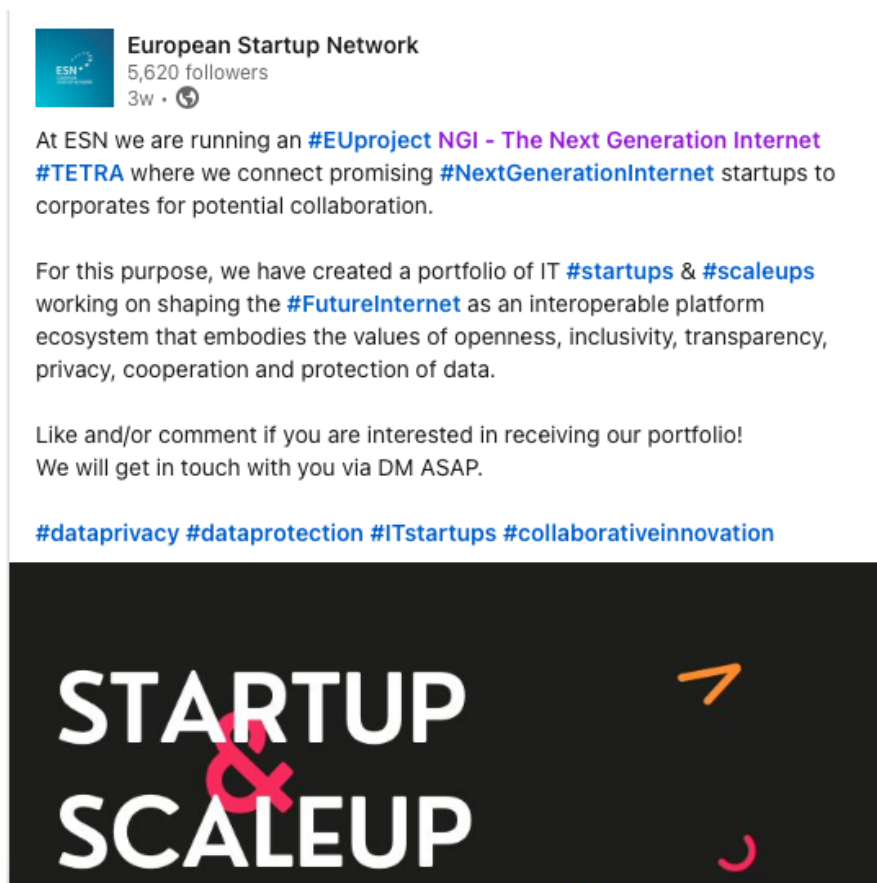 ESN
European Startup Network
5,620 followers
3w •
At ESN we are running an #EUproject NGI - The Next Generation Internet
#TETRA where we connect promising #NextGenerationInternet startups to
corporates for potential collaboration.
For this purpose, we have created a portfolio of IT #startups & #scaleups
working on shaping the #FutureInternet as an interoperable platform
ecosystem that embodies the values of openness, inclusivity, transparency,
privacy, cooperation and protection of data.
Like and/or comment if you are interested in receiving our portfolio!
We will get in touch with you via DM ASAP.
#dataprivacy #dataprotection #ITstartups #collaborativeinnovation
STARTUP
&
SCALEUP